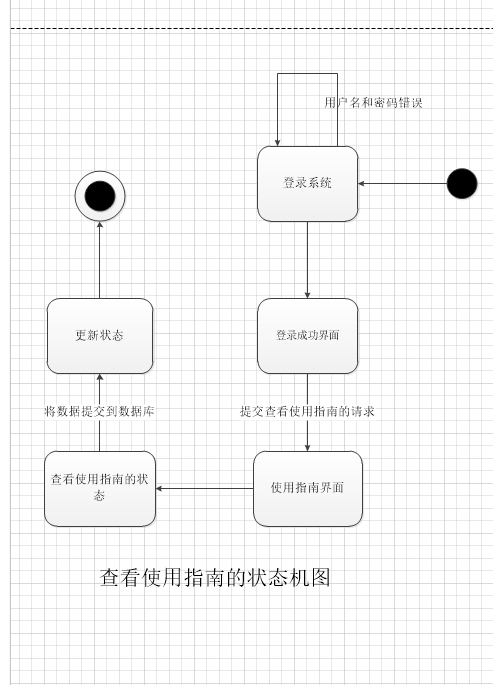 用户名和密码错误
登录系统
更新状态
登录成功界面
将数据提交到数据库
提交查看使用指南的请求
查看使用指南的状
态
使用指南界面
查看使用指南的状态机图